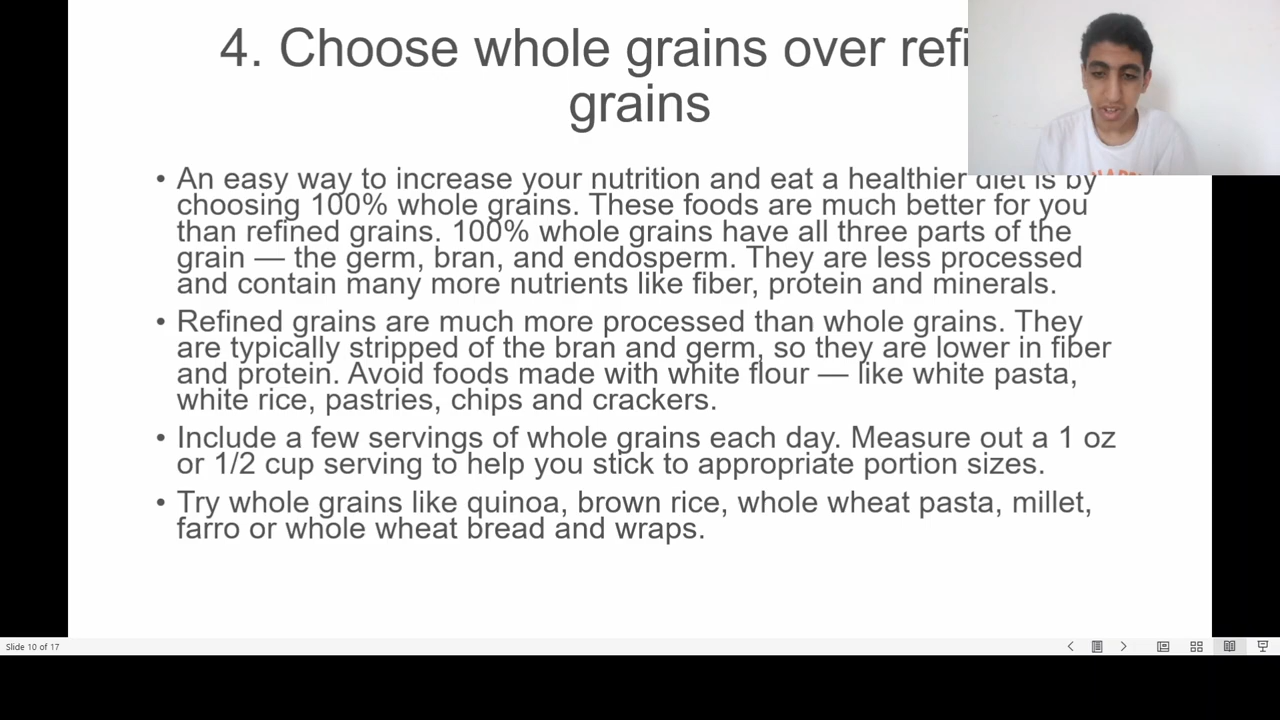 4. Choose whole grains over
grains
• An easy way to increase your nutrition and eat a healthier diet is by
choosing 100% whole grains. These foods are much better for you
than refined grains. 100% whole grains have all three parts of the
grain — the germ, bran, and endosperm. They are less processed
and contain many more nutrients like fiber, protein and minerals.
• Refined grains are much more processed than whole grains. They
are typically stripped of the bran and germ, so they are lower in fiber
and protein. Avoid foods made with white flour — like white pasta,
white rice, pastries, chips and crackers.
• Include a few servings of whole grains each day. Measure out a 1 oz
or 1/2 cup serving to help you stick to appropriate portion sizes.
• Try whole grains like quinoa, brown rice, whole wheat pasta, millet,
farro or whole wheat bread and wraps.
Slide 10 of 17